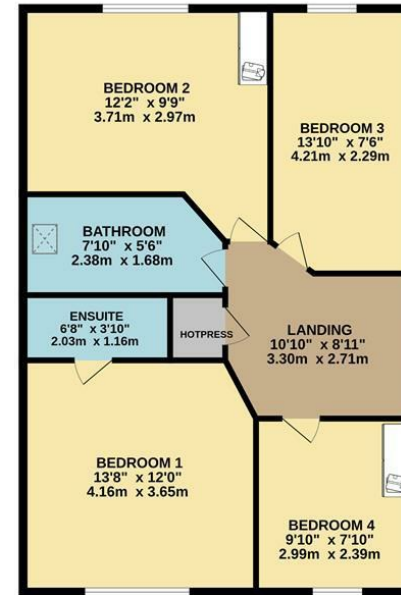 BEDROOM 2
12'2" x 9'9"
3.71m x 2.97m
BEDROOM 3
13'10" x 7'6"
4.21m x 2.29m
BATHROOM
7'10" x 5'6"
2.38m x 1.68m
ENSUITE
6'8" x 3'10"
2.03m x 1.16m
HOTPRESS
LANDING
10'10" x 8'11"
3.30m x 2.71m
BEDROOM 1
13'8" x 12'0"
4.16m x 3.65m
BEDROOM 4
9'10" x 7'10"
2.99m x 2.39m